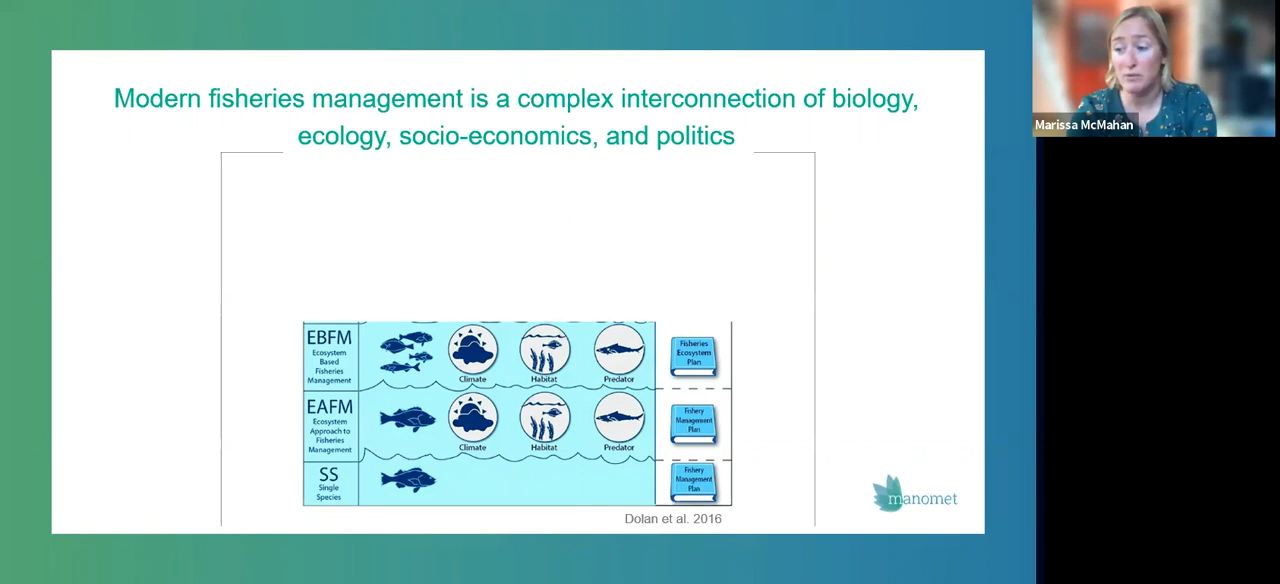 Modern fisheries management is a complex interconnection of biology,
ecology, socio-economics, and politics
EBFM
Ecosystem
Based
Fisheries
Management
Climate
Habitat
Predator
Fisheries
Ecosystem
Plan
EAFM
Ecosystem
Approach to
Fisheries
Management
Climate
Habitat
Predator
Fishery
Management
Plan
SS
Single
Species
Fishery
Management
Plan
Dolan et al. 2016
manomet
Marissa McMahan